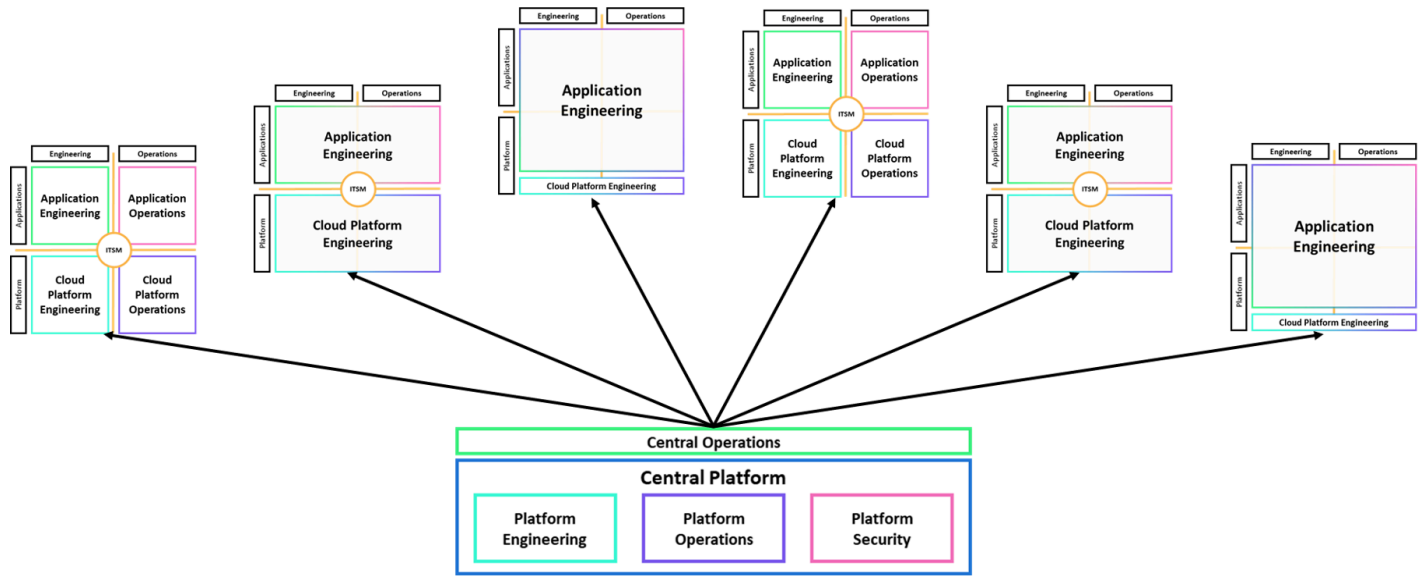 Engineering
Operations
Applications
Platform
Application
Engineering
Application
Operations
ITSM
Cloud
Platform
Engineering
Cloud
Platform
Operations
Engineering
Operations
Applications
Platform
Application
Engineering
ITSM
Cloud Platform
Engineering
Engineering
Operations
Applications
Platform
Application
Engineering
Cloud Platform Engineering
Engineering
Operations
Applications
Platform
Application
Engineering
Application
Operations
ITSM
Cloud
Platform
Engineering
Cloud
Platform
Operations
Engineering
Operations
Applications
Platform
Application
Engineering
ITSM
Cloud Platform
Engineering
Engineering
Operations
Applications
Platform
Application
Engineering
Cloud Platform Engineering
Central Operations
Central Platform
Platform
Engineering
Platform
Operations
Platform
Security